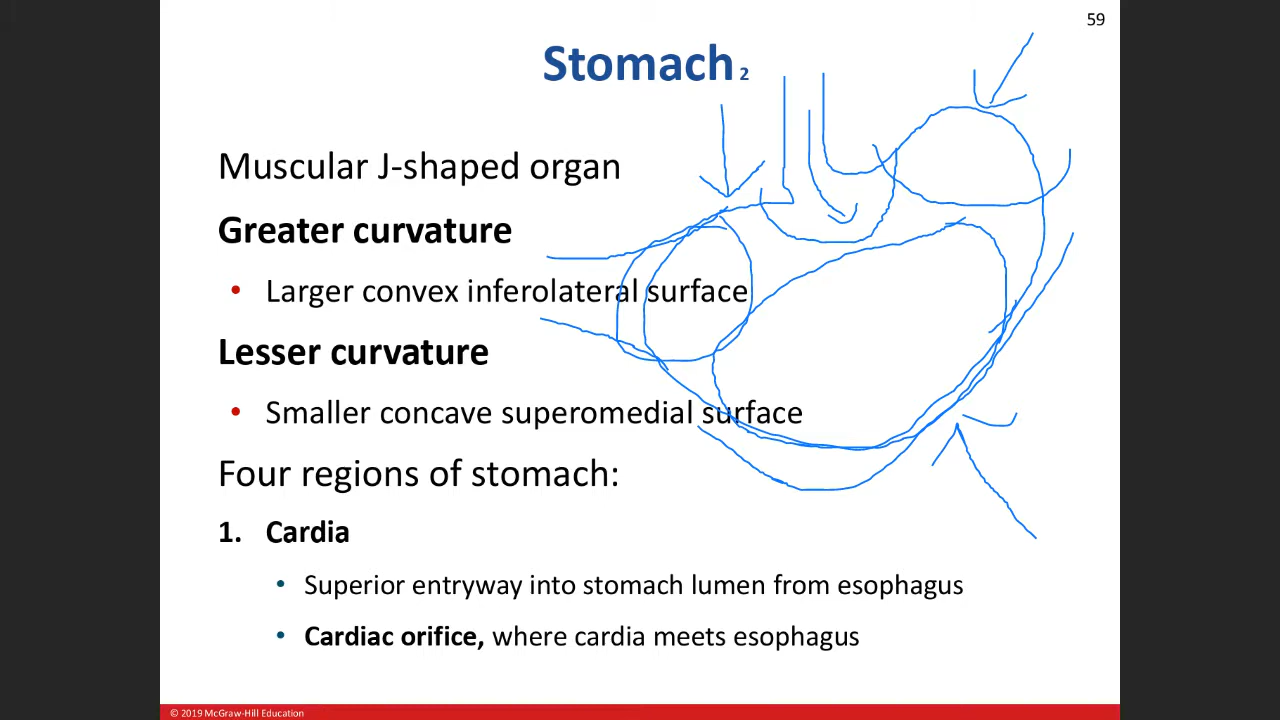 59
Stomach 2
Muscular J-shaped organ
Greater curvature
• Larger convex inferolateral surface
Lesser curvature
• Smaller concave superomedial surface
Four regions of stomach:
1. Cardia
• Superior entryway into stomach lumen from esophagus
• Cardiac orifice, where cardia meets esophagus
© 2019 McGraw-Hill Education